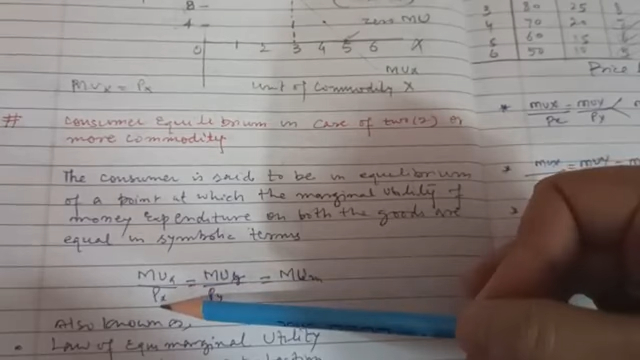 8
4 zero MU
0 1 2 3 4 5 6 X
MUx
MUx = Px unit of Commodity X
# Consumer Equilibrium in case of two(2) or
more commodity
The consumer is said to be in equilibrium
of a point at which the marginal utility of
money Expenditure on both the goods are
equal in symbolic terms
MUx/Px = MUy/Py = MUm
Also known as,
• Law of Equi marginal Utility
3 80 25
4 70 20
5 60 15
6 50 10
Price
* MUx/Px = MUy/Py